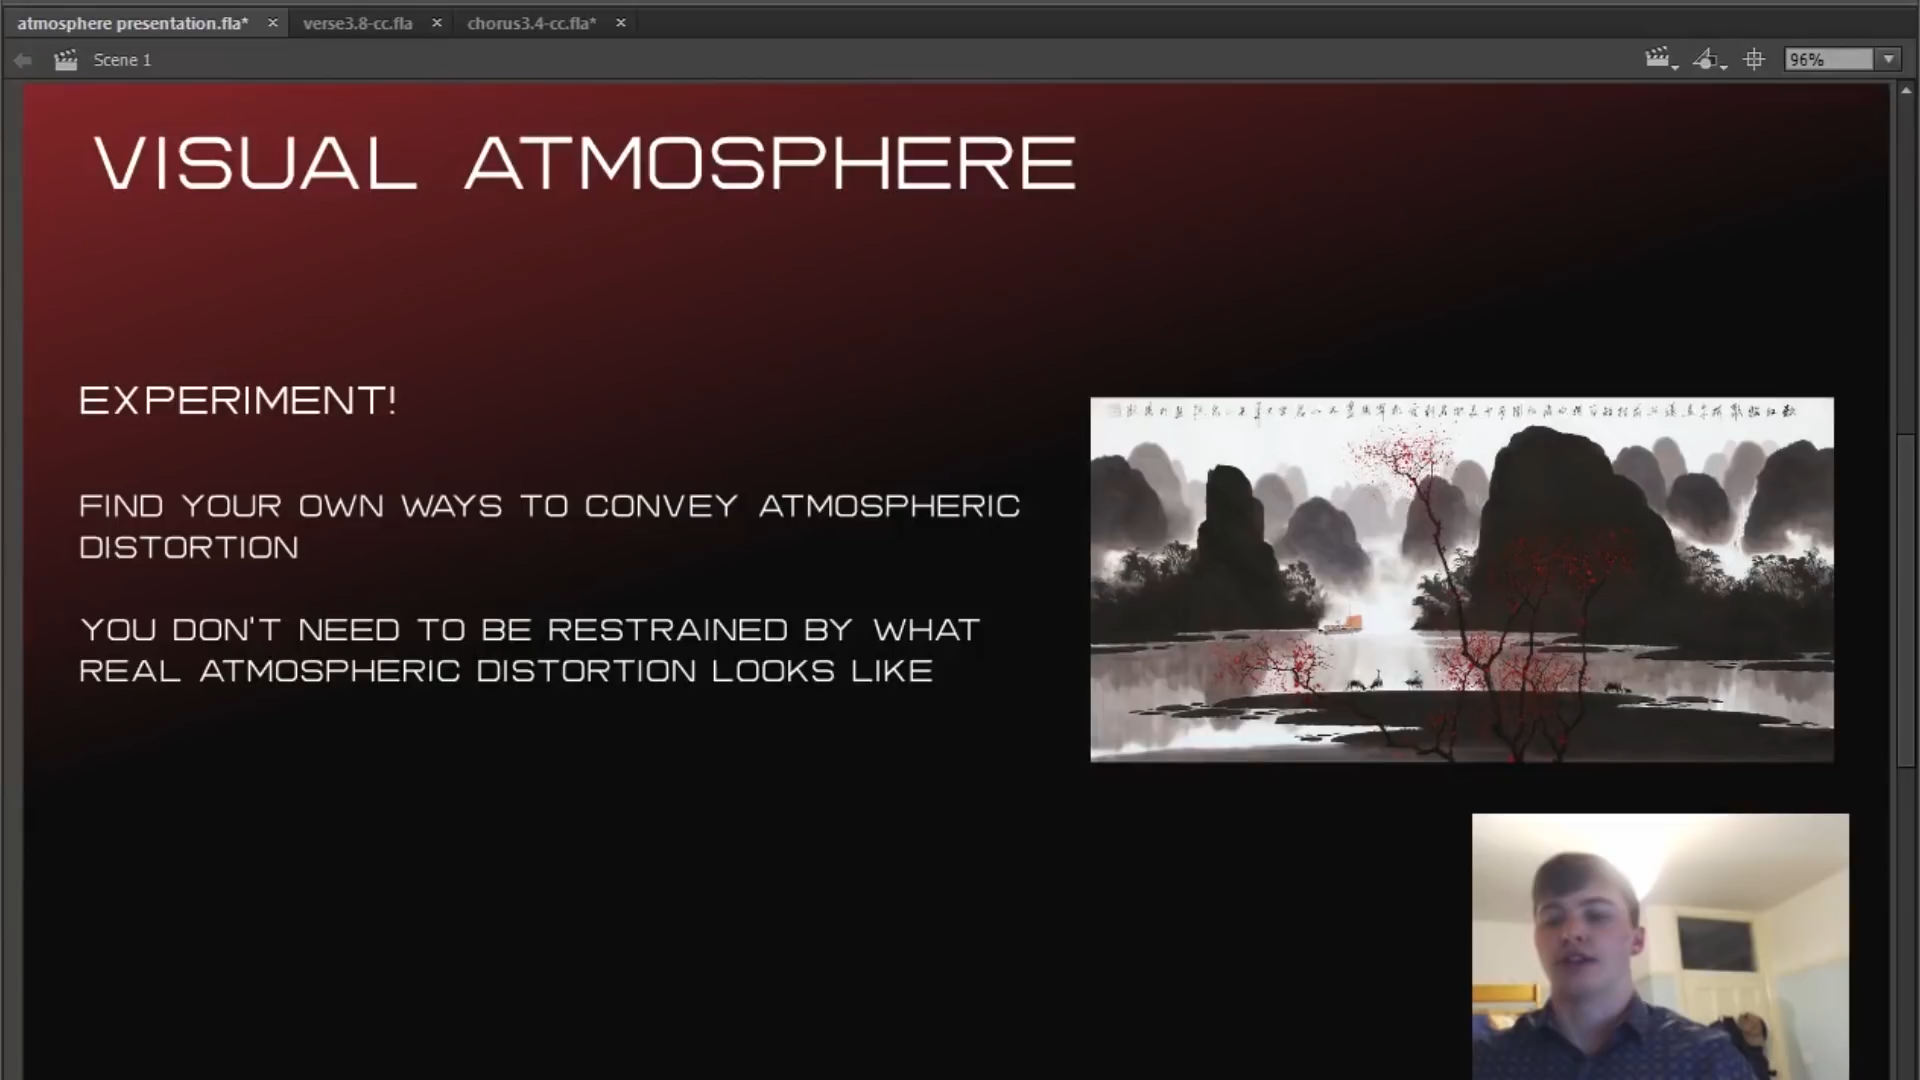 atmosphere presentation.fla*
verse3.8-cc.fla
chorus3.4-cc.fla*
Scene 1
96%
VISUAL ATMOSPHERE
EXPERIMENT!
FIND YOUR OWN WAYS TO CONVEY ATMOSPHERIC
DISTORTION
YOU DON'T NEED TO BE RESTRAINED BY WHAT
REAL ATMOSPHERIC DISTORTION LOOKS LIKE